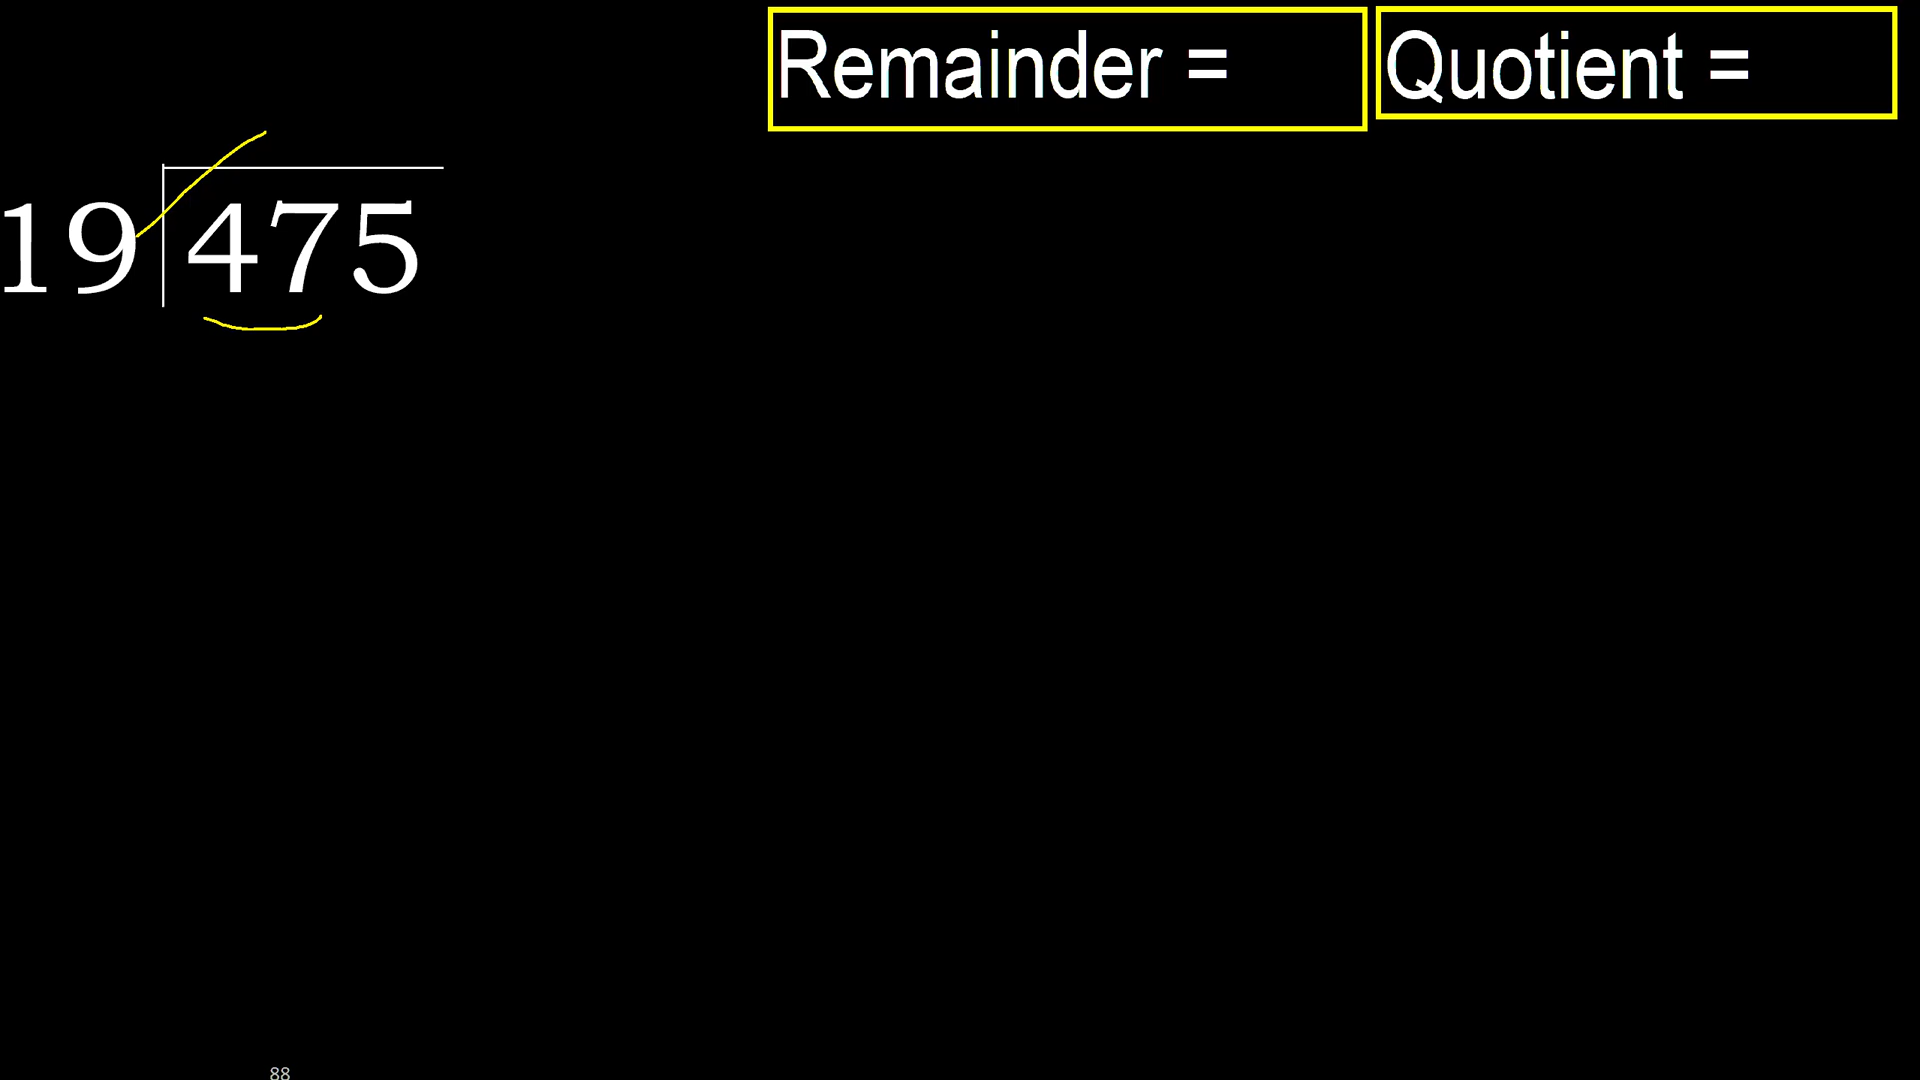 Remainder = Quotient =
19 475
88